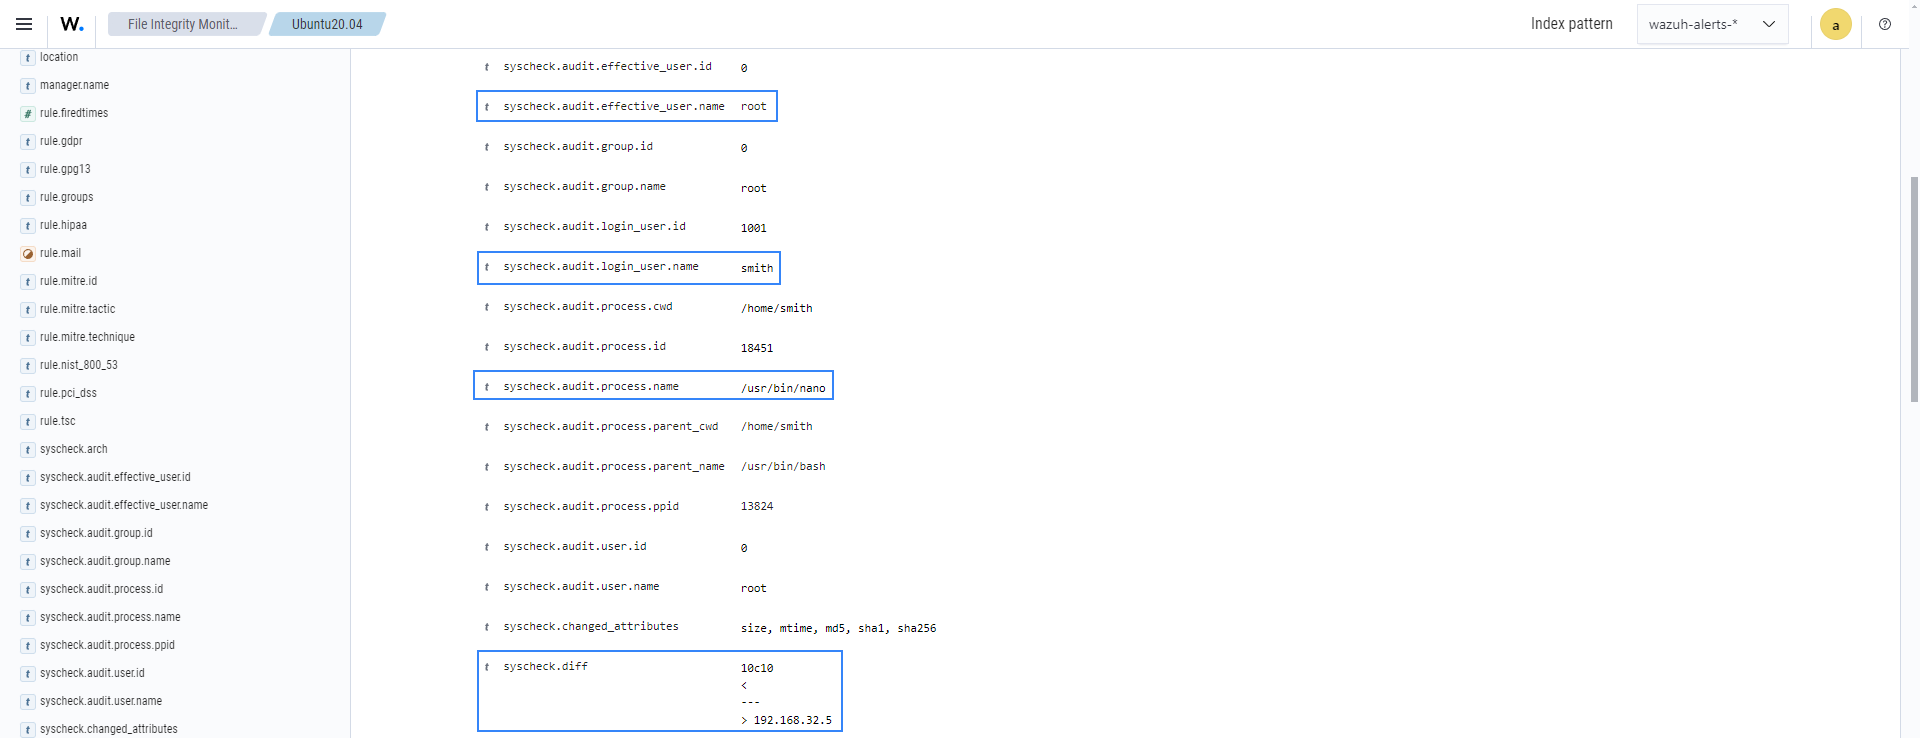 W.
File Integrity Monit...
Ubuntu20.04
Index pattern
wazuh-alerts-*
a
t location
t manager.name
# rule.firedtimes
t rule.gdpr
t rule.gpg13
t rule.groups
t rule.hipaa
rule.mail
t rule.mitre.id
t rule.mitre.tactic
t rule.mitre.technique
t rule.nist_800_53
t rule.pci_dss
t rule.tsc
t syscheck.arch
t syscheck.audit.effective_user.id
t syscheck.audit.effective_user.name
t syscheck.audit.group.id
t syscheck.audit.group.name
t syscheck.audit.process.id
t syscheck.audit.process.name
t syscheck.audit.process.ppid
t syscheck.audit.user.id
t syscheck.audit.user.name
t syscheck.changed_attributes
t syscheck.audit.effective_user.id 0
t syscheck.audit.effective_user.name root
t syscheck.audit.group.id 0
t syscheck.audit.group.name root
t syscheck.audit.login_user.id 1001
t syscheck.audit.login_user.name smith
t syscheck.audit.process.cwd /home/smith
t syscheck.audit.process.id 18451
t syscheck.audit.process.name /usr/bin/nano
t syscheck.audit.process.parent_cwd /home/smith
t syscheck.audit.process.parent_name /usr/bin/bash
t syscheck.audit.process.ppid 13824
t syscheck.audit.user.id 0
t syscheck.audit.user.name root
t syscheck.changed_attributes size, mtime, md5, sha1, sha256
t syscheck.diff 10c10
<
---
> 192.168.32.5